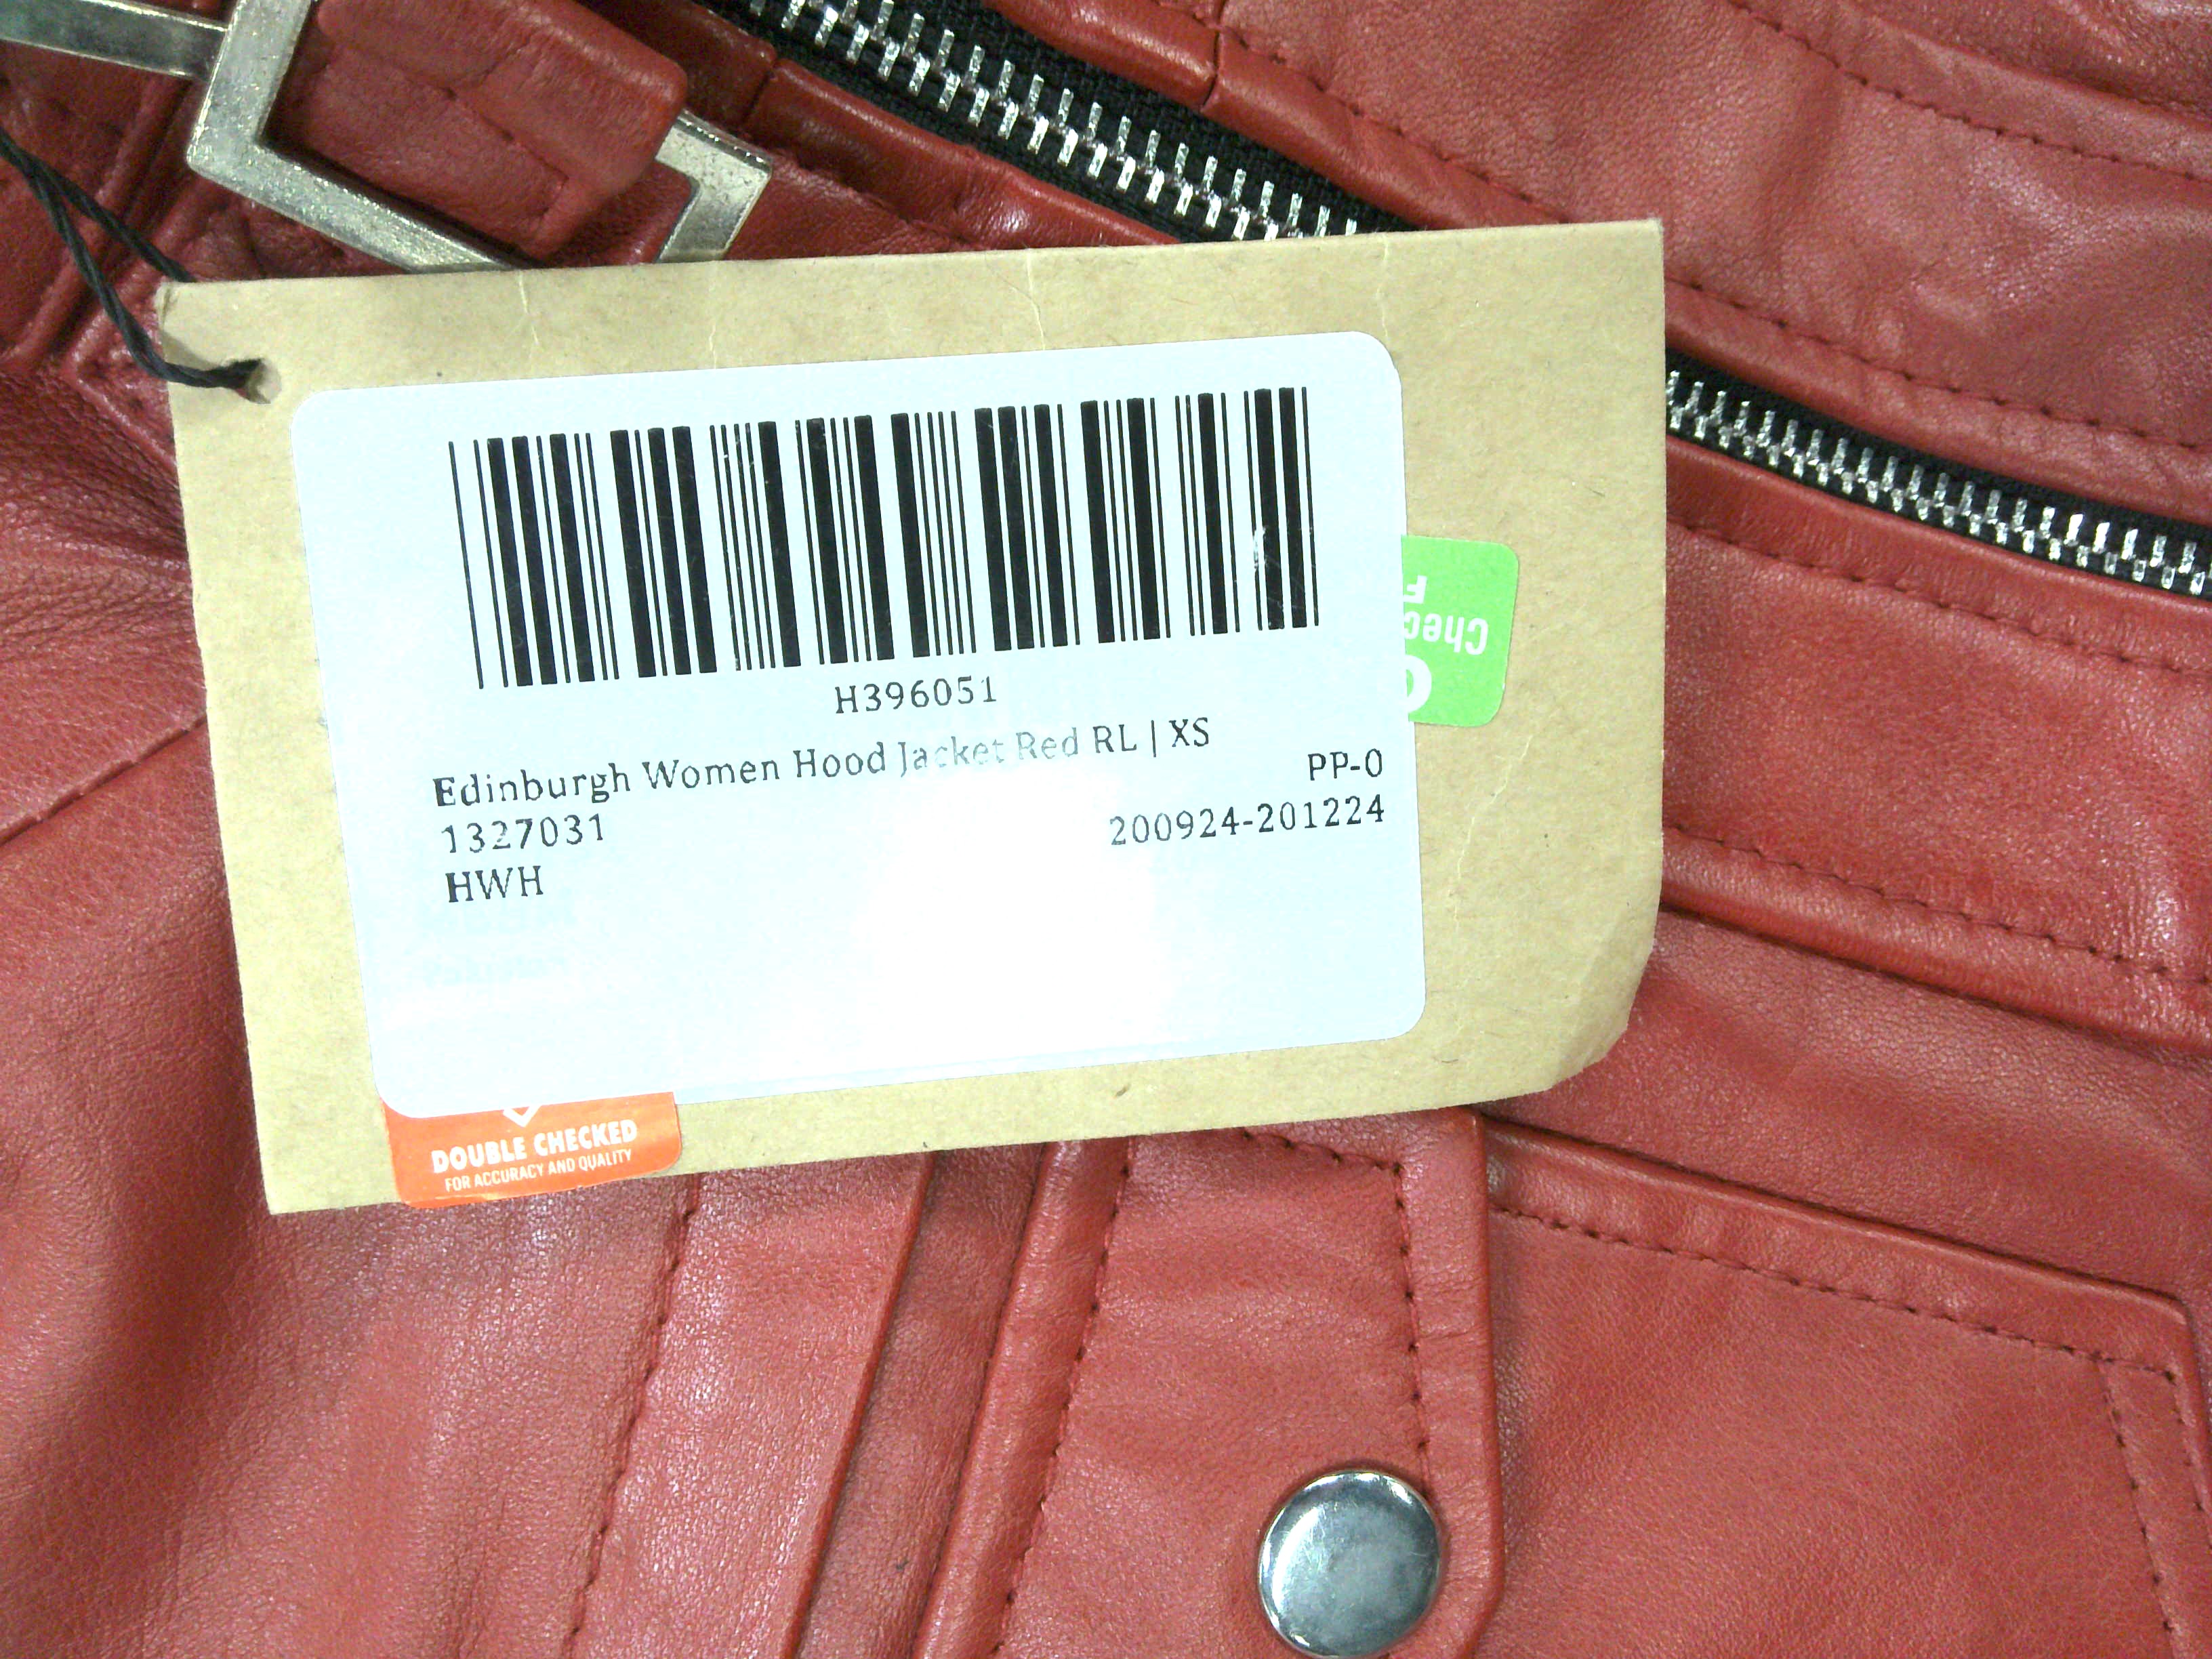 H396051
Edinburgh Women Hood Jacket Red RL | XS
PP-0
1327031 200924-201224
HWH
Chec
F
DOUBLE CHECKED
FOR ACCURACY AND QUALITY